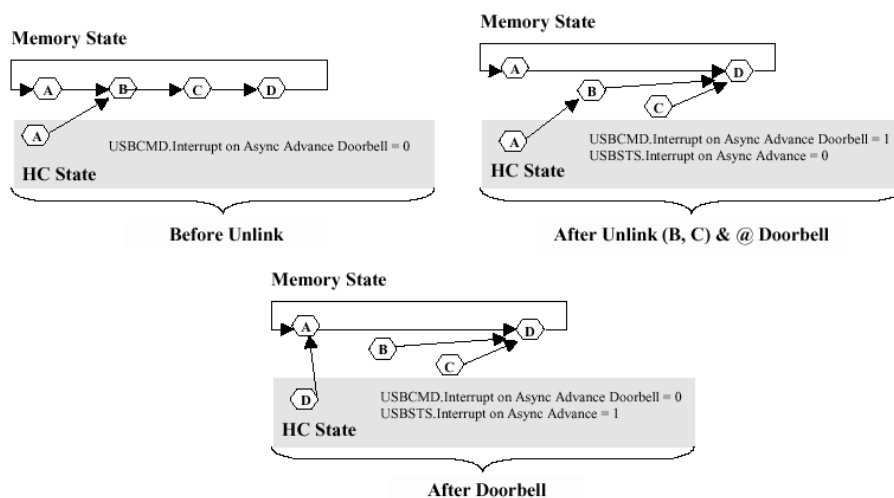 Memory State
A
B
C
D
A
USBCMD.Interrupt on Async Advance Doorbell = 0
HC State
Before Unlink
Memory State
A
D
B
C
A
USBCMD.Interrupt on Async Advance Doorbell = 1
USBSTS.Interrupt on Async Advance = 0
HC State
After Unlink (B, C) & @ Doorbell
Memory State
A
D
B
C
D
USBCMD.Interrupt on Async Advance Doorbell = 0
USBSTS.Interrupt on Async Advance = 1
HC State
After Doorbell